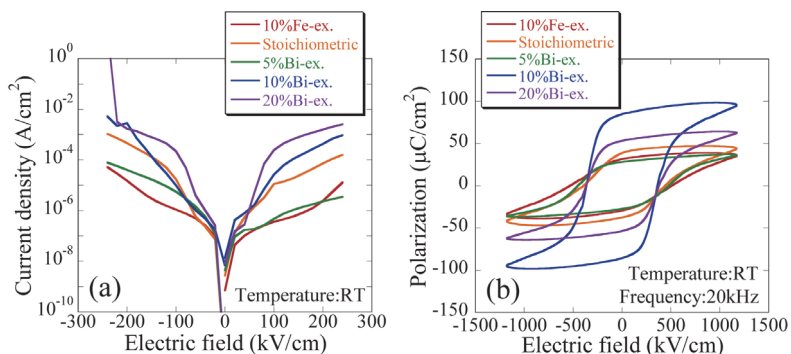 10%Fe-ex.
Stoichiometric
5%Bi-ex.
10%Bi-ex.
20%Bi-ex.
Current density (A/cm²)
10⁰
10⁻²
10⁻⁴
10⁻⁶
10⁻⁸
10⁻¹⁰
(a)
Temperature:RT
-300 -200 -100 0 100 200 300
Electric field (kV/cm)
10%Fe-ex.
Stoichiometric
5%Bi-ex.
10%Bi-ex.
20%Bi-ex.
Polarization (μC/cm²)
150
100
50
0
-50
-100
-150
(b)
Temperature:RT
Frequency:20kHz
-1500 -1000 -500 0 500 1000 1500
Electric field (kV/cm)